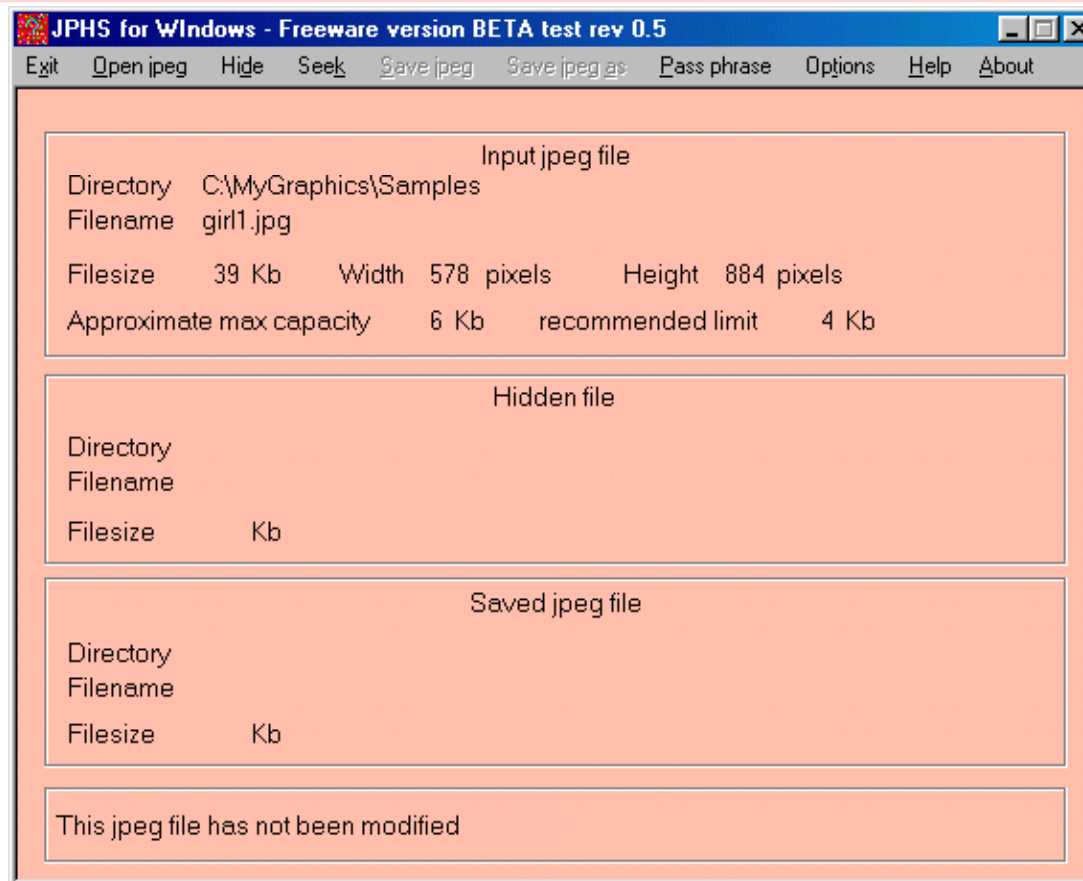 JPHS for WIndows - Freeware version BETA test rev 0.5
Exit Open jpeg Hide Seek Save jpeg Save jpeg as Pass phrase Options Help About
Input jpeg file
Directory C:\MyGraphics\Samples
Filename girl1.jpg
Filesize 39 Kb Width 578 pixels Height 884 pixels
Approximate max capacity 6 Kb recommended limit 4 Kb
Hidden file
Directory
Filename
Filesize Kb
Saved jpeg file
Directory
Filename
Filesize Kb
This jpeg file has not been modified